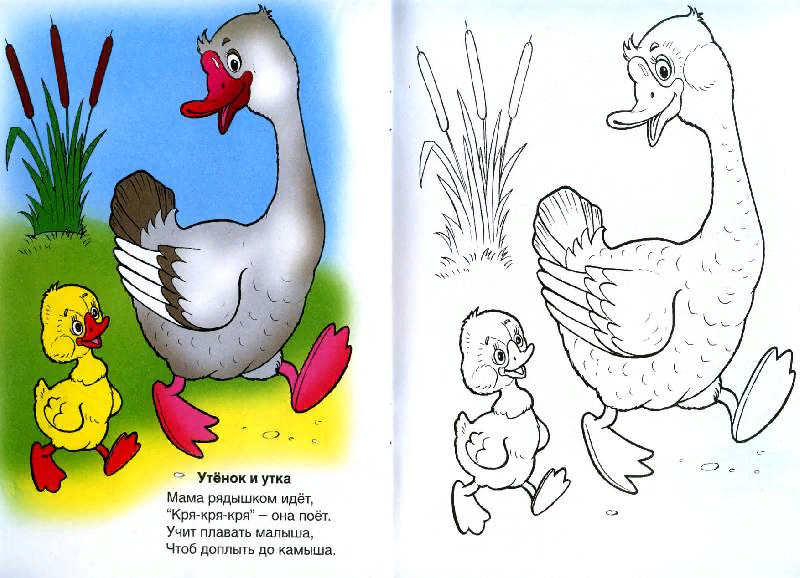 Утёнок и утка
Мама рядышком идёт,
"Кря-кря-кря" – она поёт.
Учит плавать малыша,
Чтоб доплыть до камыша.